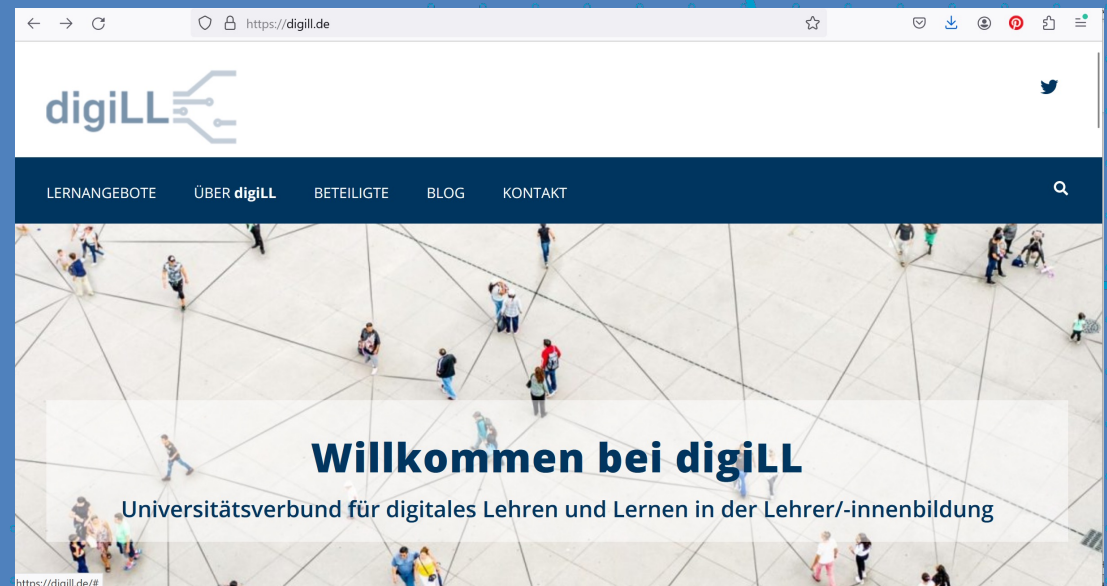 https://digill.de
digiLL
LERNANGEBOTE ÜBER digiLL BETEILIGTE BLOG KONTAKT
Willkommen bei digiLL
Universitätsverbund für digitales Lehren und Lernen in der Lehrer/-innenbildung
https://digill.de/#